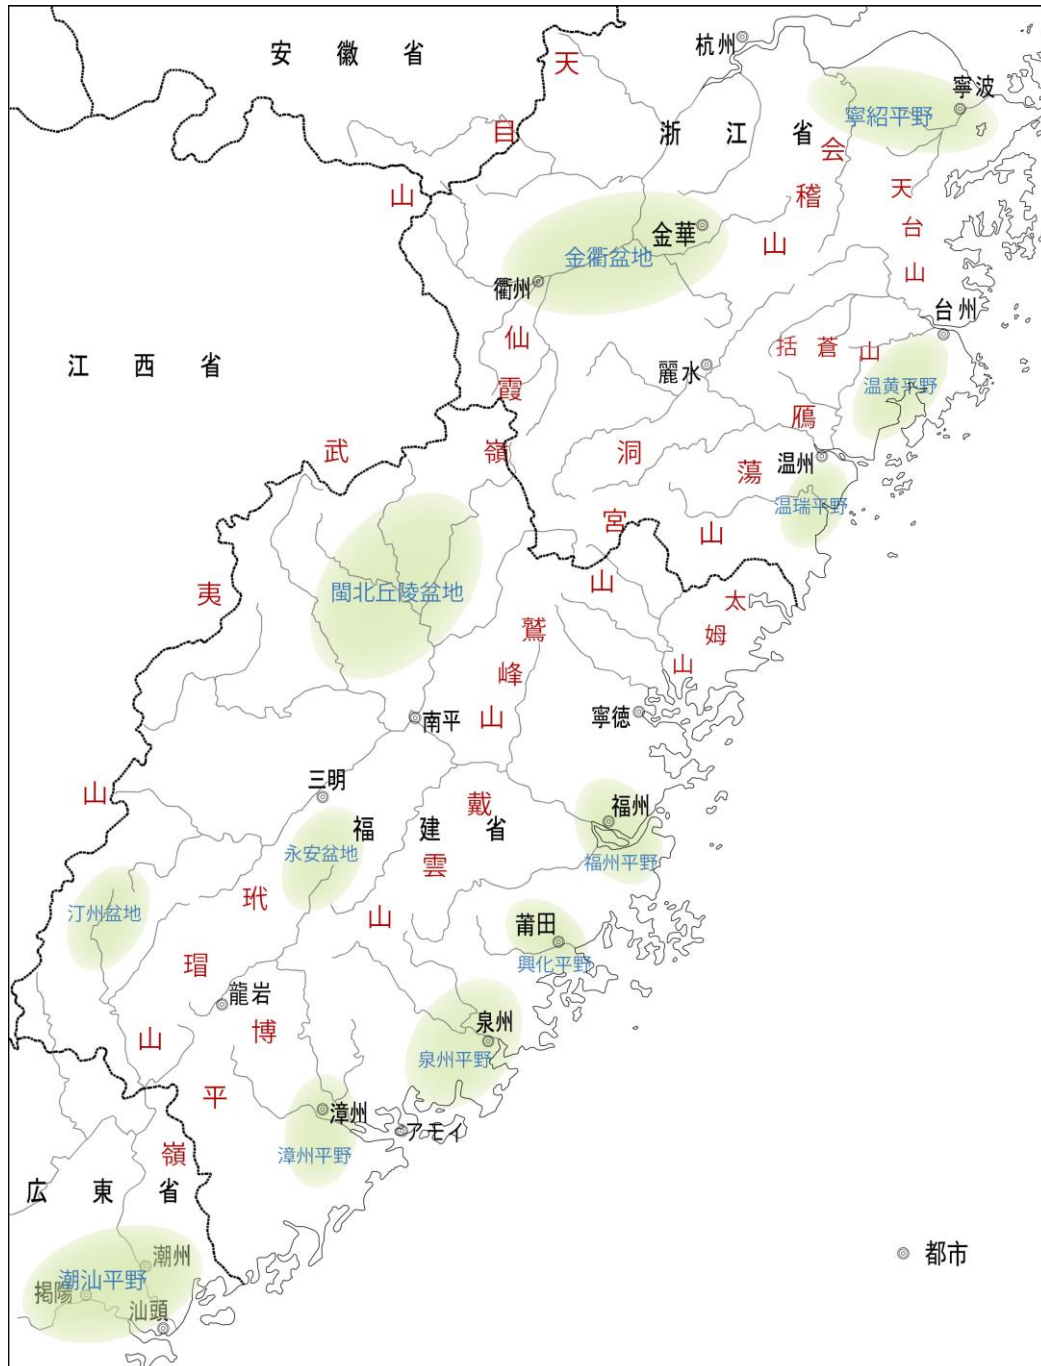 安徽省
杭州
天目山
浙江省
寧波
寧紹平野
会稽山
天台山
金華
金衢盆地
衢州
仙霞嶺
江西省
台州
括蒼山
麗水
温黄平野
雁蕩山
温州
温瑞平野
洞宮山
武夷山
閩北丘陵盆地
太姥山
鷲峰山
南平
寧徳
三明
戴雲山
福建省
福州
福州平野
永安盆地
汀州盆地
玳瑁山
莆田
興化平野
龍岩
博平嶺
泉州
泉州平野
漳州
漳州平野
アモイ
広東省
潮州
潮汕平野
掲陽
汕頭
都市